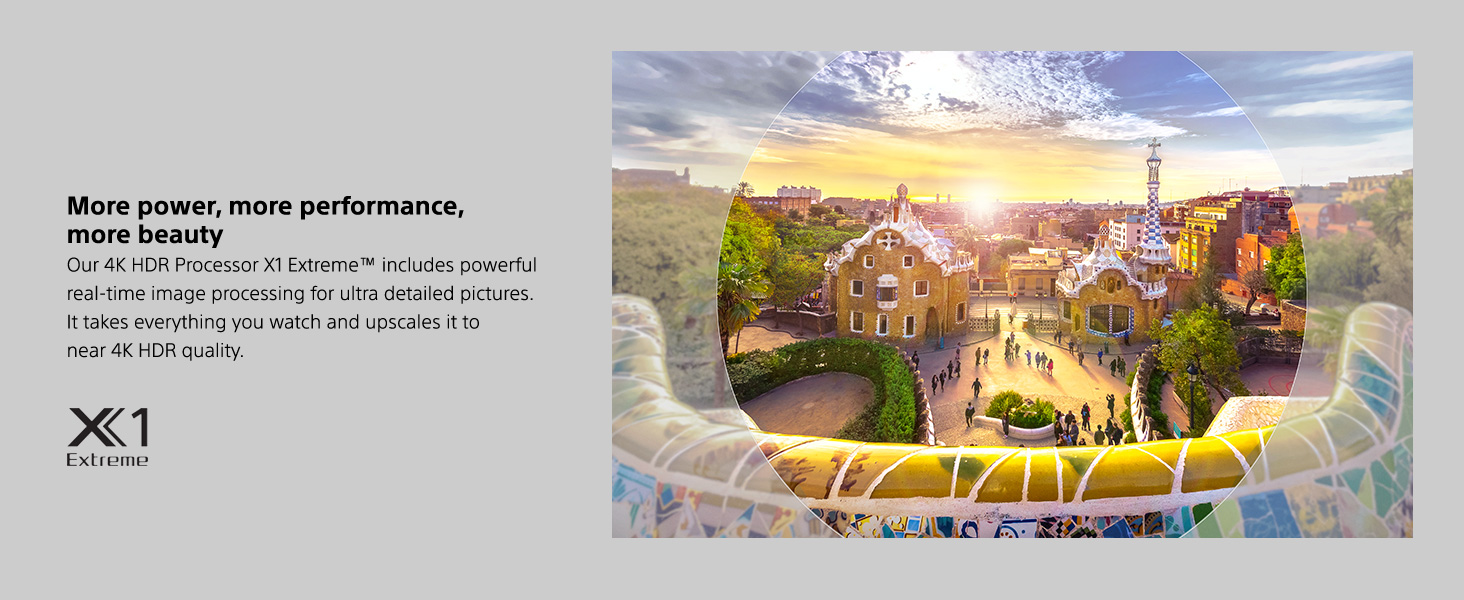 More power, more performance,
more beauty
Our 4K HDR Processor X1 Extreme™ includes powerful
real-time image processing for ultra detailed pictures.
It takes everything you watch and upscales it to
near 4K HDR quality.
X1
Extreme